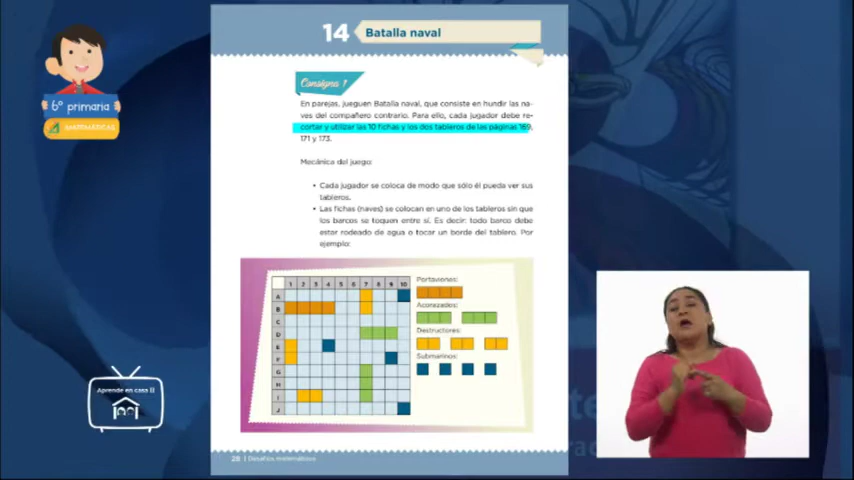 14 Batalla naval
6º primaria
MATEMÁTICAS
Consigna 1
En parejas, jueguen Batalla naval, que consiste en hundir las na-
ves del compañero contrario. Para ello, cada jugador debe re-
cortar y utilizar las 10 fichas y los dos tableros de las páginas 169,
171 y 173.
Mecánica del juego:
• Cada jugador se coloca de modo que sólo él pueda ver sus
tableros.
• Las fichas (naves) se colocan en uno de los tableros sin que
los barcos se toquen entre sí. Es decir: todo barco debe
estar rodeado de agua o tocar un borde del tablero. Por
ejemplo:
1 2 3 4 5 6 7 8 9 10
A
B
C
D
E
F
G
H
I
J
Portaviones:
Acorazados:
Destructores:
Submarinos:
Aprende en casa II
28 | Desafíos matemáticos